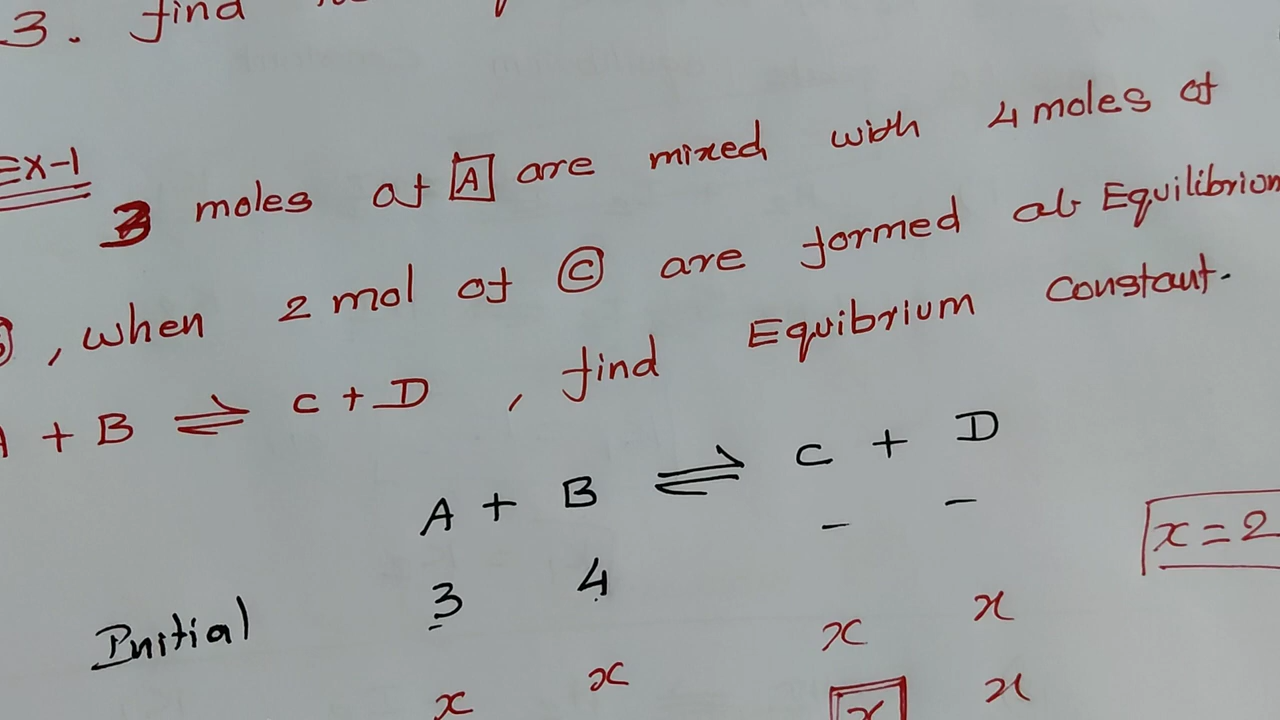 3. find
Ex-1
3 moles of A are mixed with 4 moles of
, when 2 mol of C are formed at Equilibrium
A + B ⇌ C + D , find Equibrium Constant.
A + B ⇌ C + D
Initial 3 4 - -
x x x x
x x
x = 2